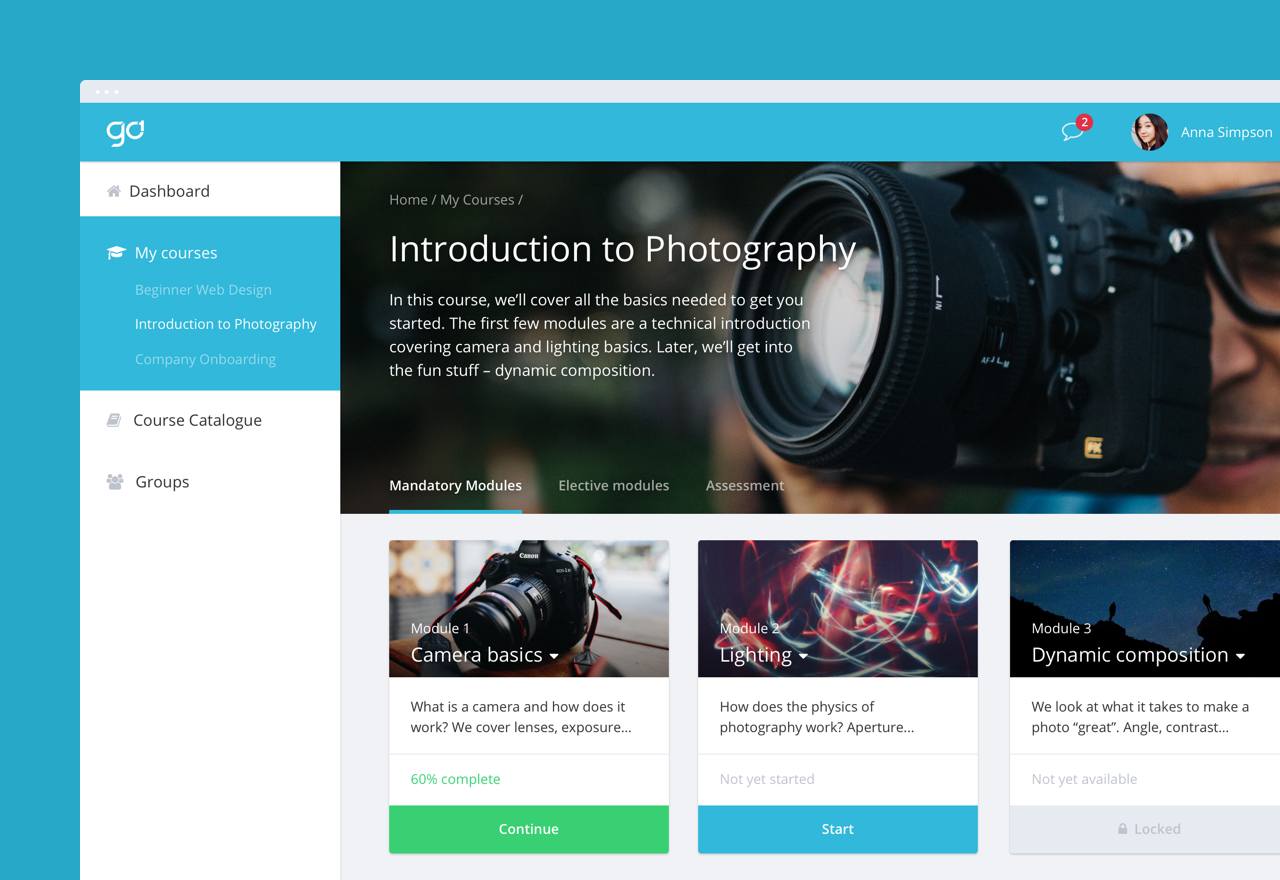 go1
2
Anna Simpson
Dashboard
My courses
Beginner Web Design
Introduction to Photography
Company Onboarding
Course Catalogue
Groups
Home / My Courses /
Introduction to Photography
In this course, we’ll cover all the basics needed to get you
started. The first few modules are a technical introduction
covering camera and lighting basics. Later, we’ll get into
the fun stuff – dynamic composition.
Mandatory Modules
Elective modules
Assessment
Canon
Module 1
Camera basics
What is a camera and how does it
work? We cover lenses, exposure...
60% complete
Continue
Module 2
Lighting
How does the physics of
photography work? Aperture...
Not yet started
Start
Module 3
Dynamic composition
We look at what it takes to make a
photo “great”. Angle, contrast...
Not yet available
Locked